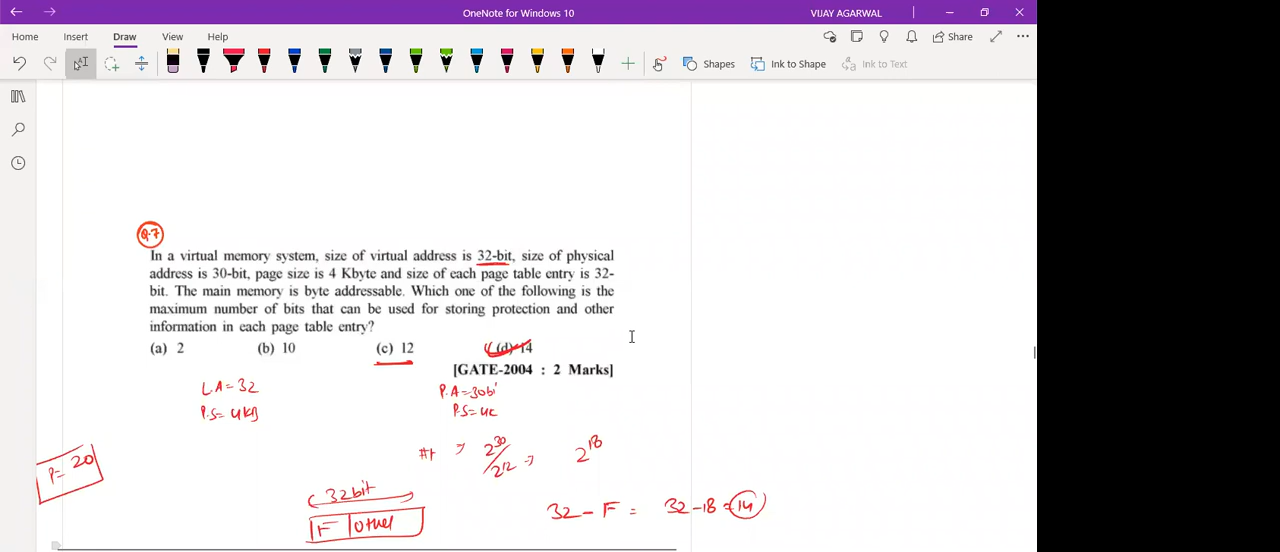 OneNote for Windows 10
VIJAY AGARWAL
Home Insert Draw View Help
Share
Shapes Ink to Shape Ink to Text
Q.7
In a virtual memory system, size of virtual address is 32-bit, size of physical
address is 30-bit, page size is 4 Kbyte and size of each page table entry is 32-
bit. The main memory is byte addressable. Which one of the following is the
maximum number of bits that can be used for storing protection and other
information in each page table entry?
(a) 2 (b) 10 (c) 12 (d) 14
[GATE-2004 : 2 Marks]
L.A = 32 P.A = 30bi
P.S = 4KB P.S = 4K
2^30/2^12 ⇒ 2^18
P = 20
32bit
F other
32 - F = 32 - 18 = 14